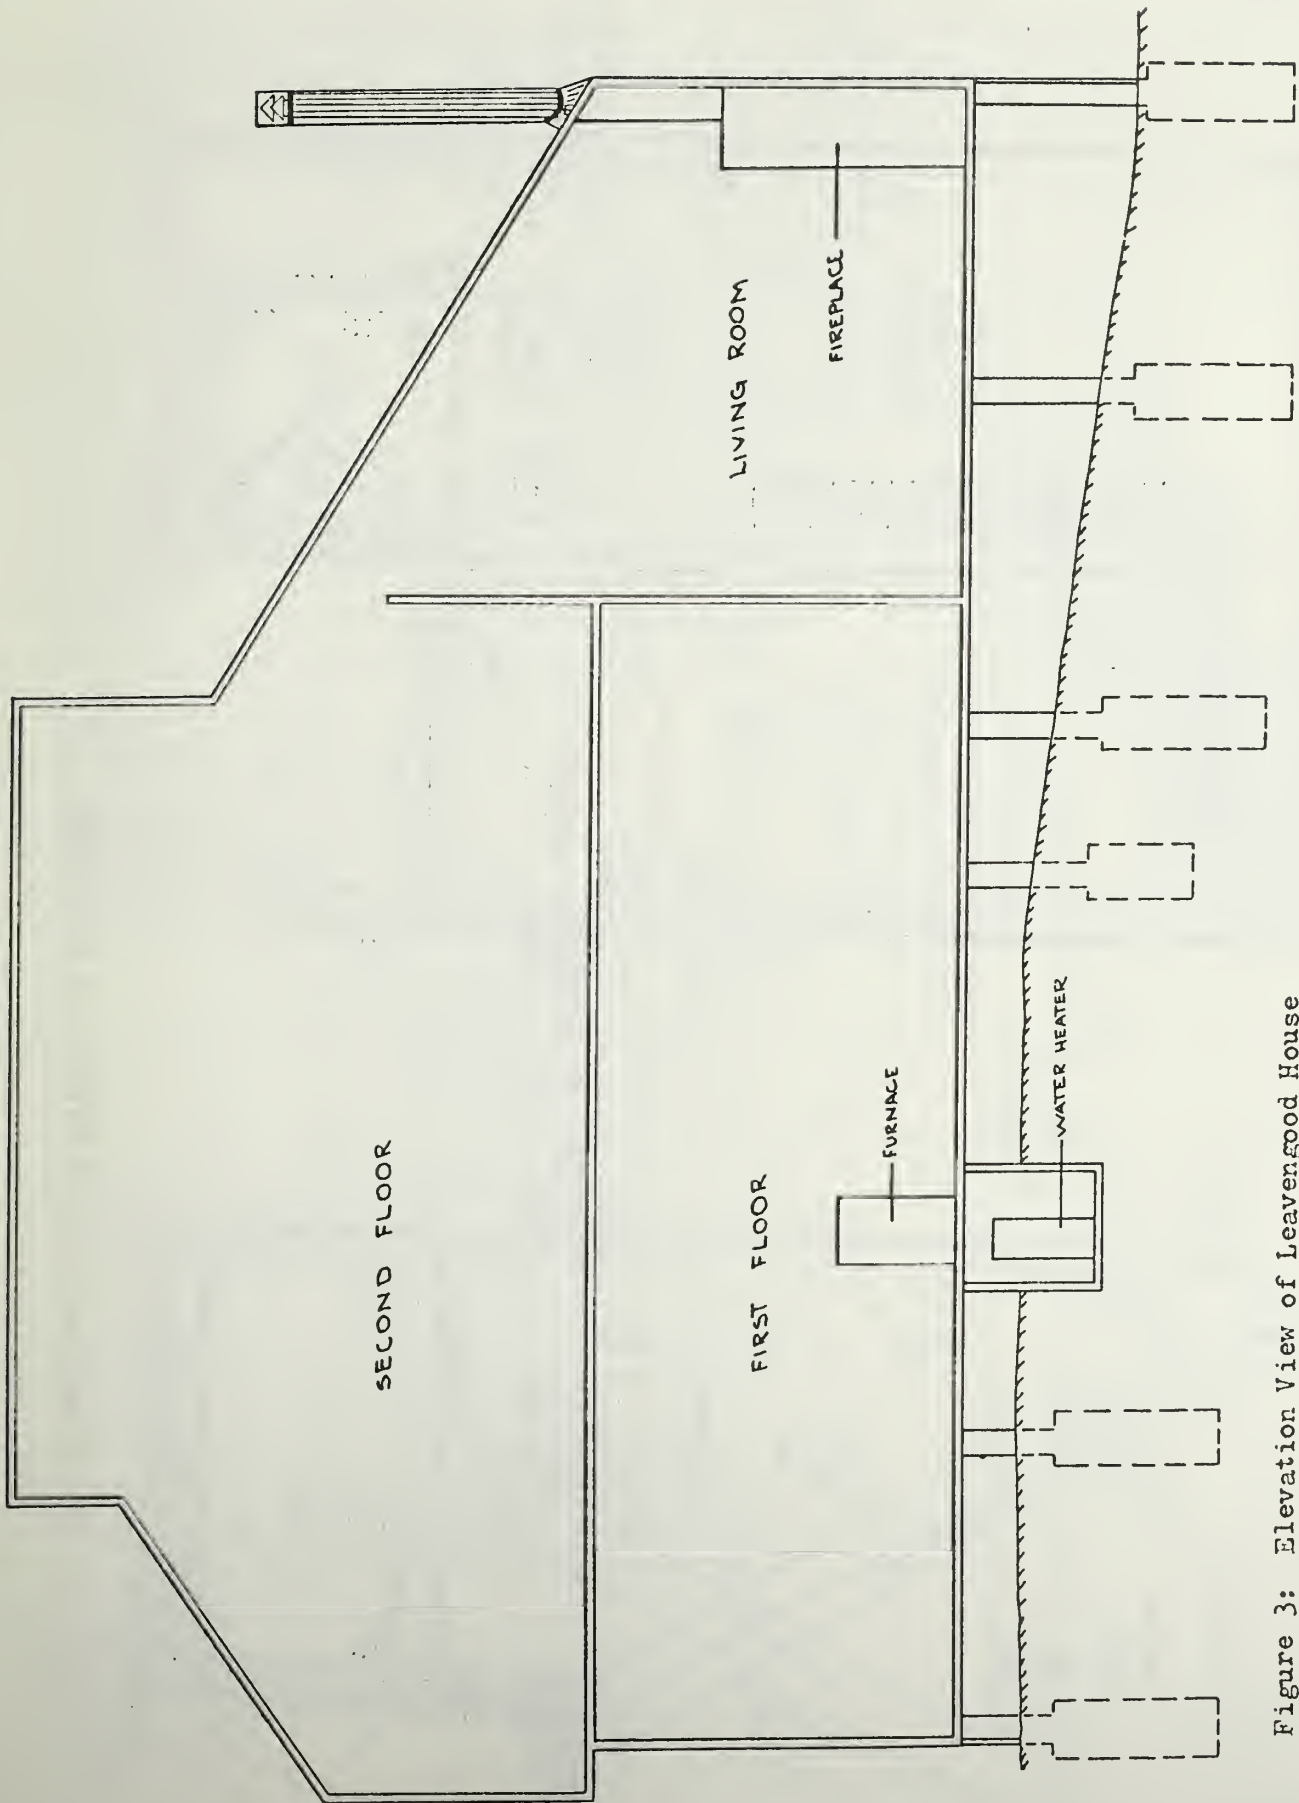 SECOND FLOOR
LIVING ROOM
FIREPLACE
FIRST FLOOR
FURNACE
WATER HEATER
Figure 3: Elevation View of Leavengood House